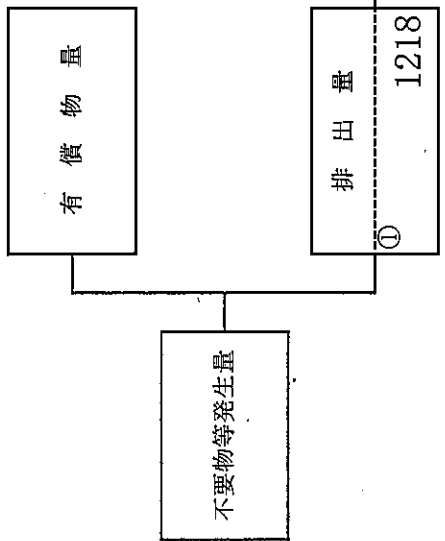 有償物量
不要物等発生量
排出量
①
1218